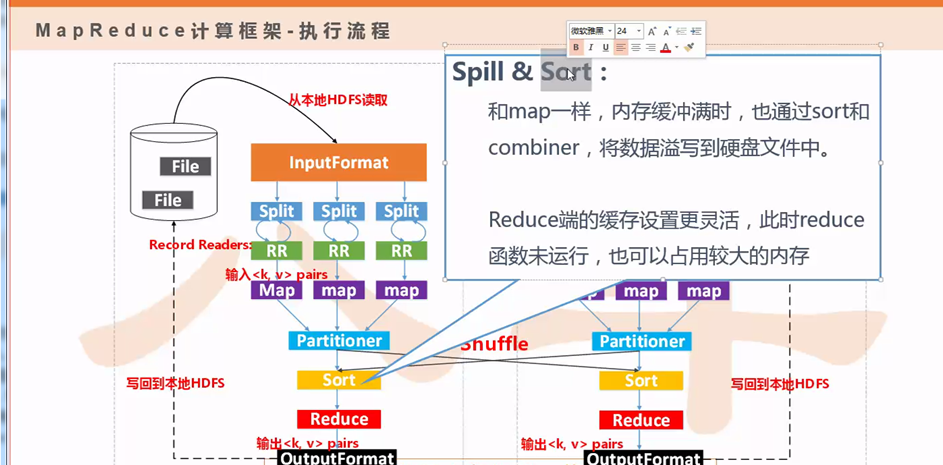 MapReduce计算框架-执行流程
微软雅黑 24
B I U
Spill & Sort：
和map一样，内存缓冲满时，也通过sort和
combiner，将数据溢写到硬盘文件中。
Reduce端的缓存设置更灵活，此时reduce
函数未运行，也可以占用较大的内存
从本地HDFS读取
InputFormat
File
File
Split Split Split
Record Readers:
RR RR RR
输入<k, v> pairs
Map map map
map map
Partitioner
Partitioner
Shuffle
Sort
Sort
写回到本地HDFS
写回到本地HDFS
Reduce
Reduce
输出<k, v> pairs
输出<k, v> pairs
OutputFormat
OutputFormat